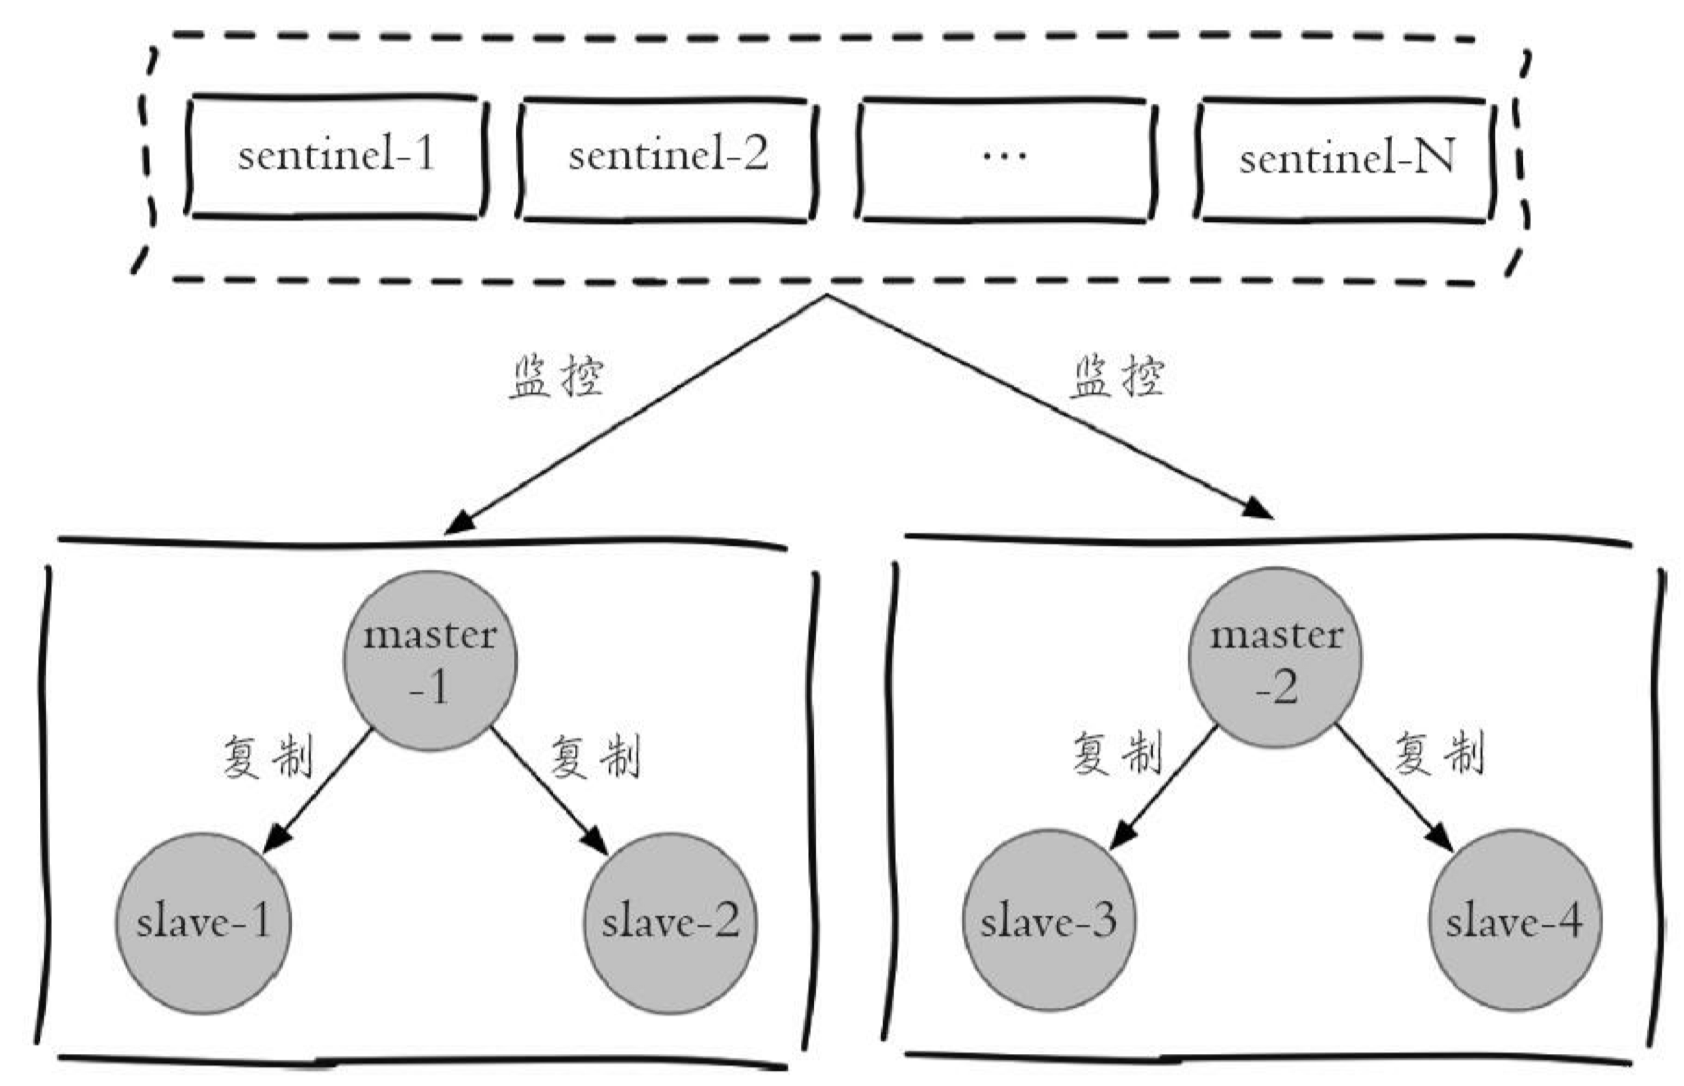 sentinel-1
sentinel-2
...
sentinel-N
监控
监控
master
-1
master
-2
复制
复制
复制
复制
slave-1
slave-2
slave-3
slave-4